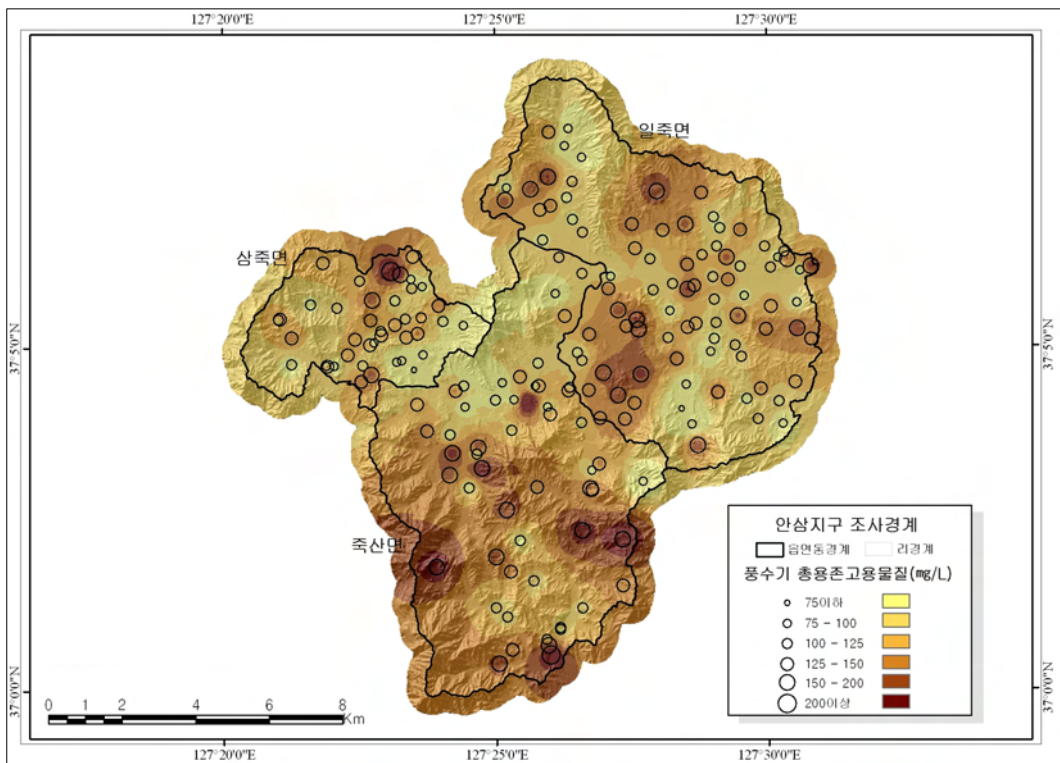 127°20'0"E 127°25'0"E 127°30'0"E
일죽면
삼죽면
37°5'0"N 37°5'0"N
죽산면
37°0'0"N 37°0'0"N
안삼지구 조사경계
읍면동경계 리경계
풍수기 총용존고용물질(㎎/L)
75이하
75 - 100
100 - 125
125 - 150
150 - 200
200이상
0 1 2 4 6 8
Km
127°20'0"E 127°25'0"E 127°30'0"E